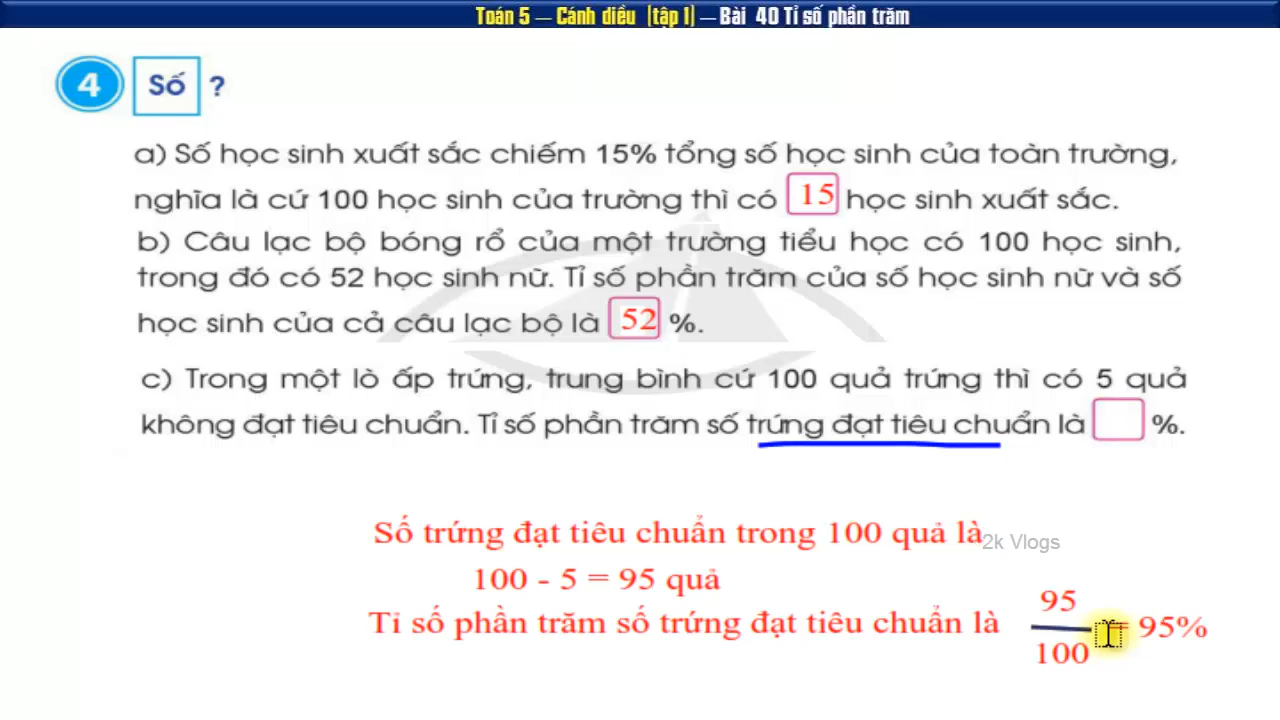 Toán 5 – Cánh diều (tập 1) – Bài 40 Tỉ số phần trăm
4 Số ?
a) Số học sinh xuất sắc chiếm 15% tổng số học sinh của toàn trường,
nghĩa là cứ 100 học sinh của trường thì có 15 học sinh xuất sắc.
b) Câu lạc bộ bóng rổ của một trường tiểu học có 100 học sinh,
trong đó có 52 học sinh nữ. Tỉ số phần trăm của số học sinh nữ và số
học sinh của cả câu lạc bộ là 52 %.
c) Trong một lò ấp trứng, trung bình cứ 100 quả trứng thì có 5 quả
không đạt tiêu chuẩn. Tỉ số phần trăm số trứng đạt tiêu chuẩn là %.
Số trứng đạt tiêu chuẩn trong 100 quả là
2k Vlogs
100 - 5 = 95 quả
Tỉ số phần trăm số trứng đạt tiêu chuẩn là
95
100
= 95%